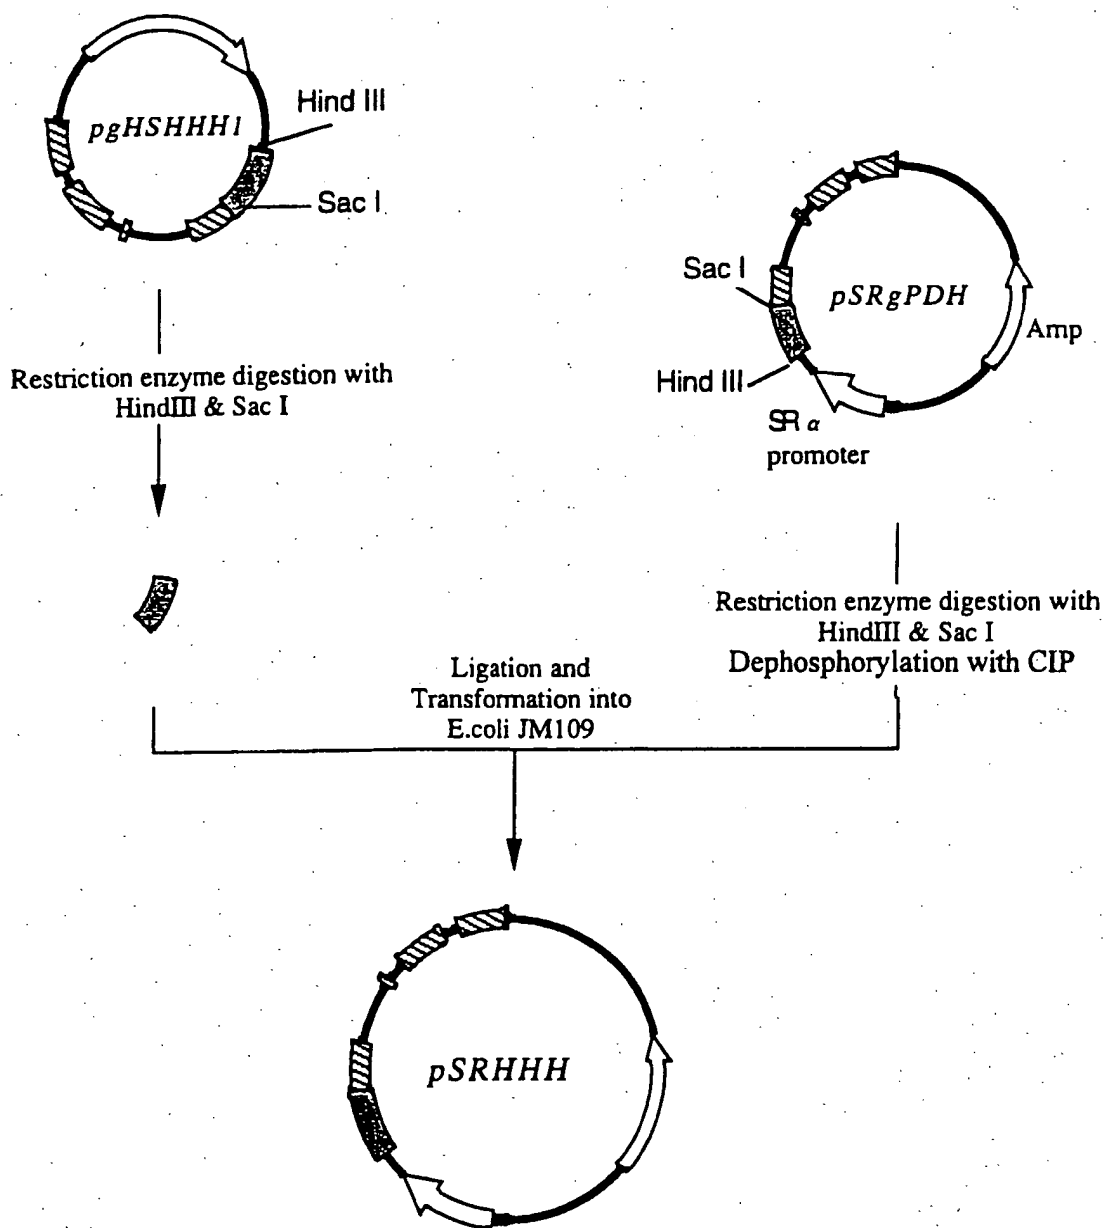 pgHSHHH1
Hind III
Sac I
Restriction enzyme digestion with
HindIII & Sac I
Sac I
pSRgPDH
Amp
Hind III
SR α
promoter
Restriction enzyme digestion with
HindIII & Sac I
Dephosphorylation with CIP
Ligation and
Transformation into
E.coli JM109
pSRHHH